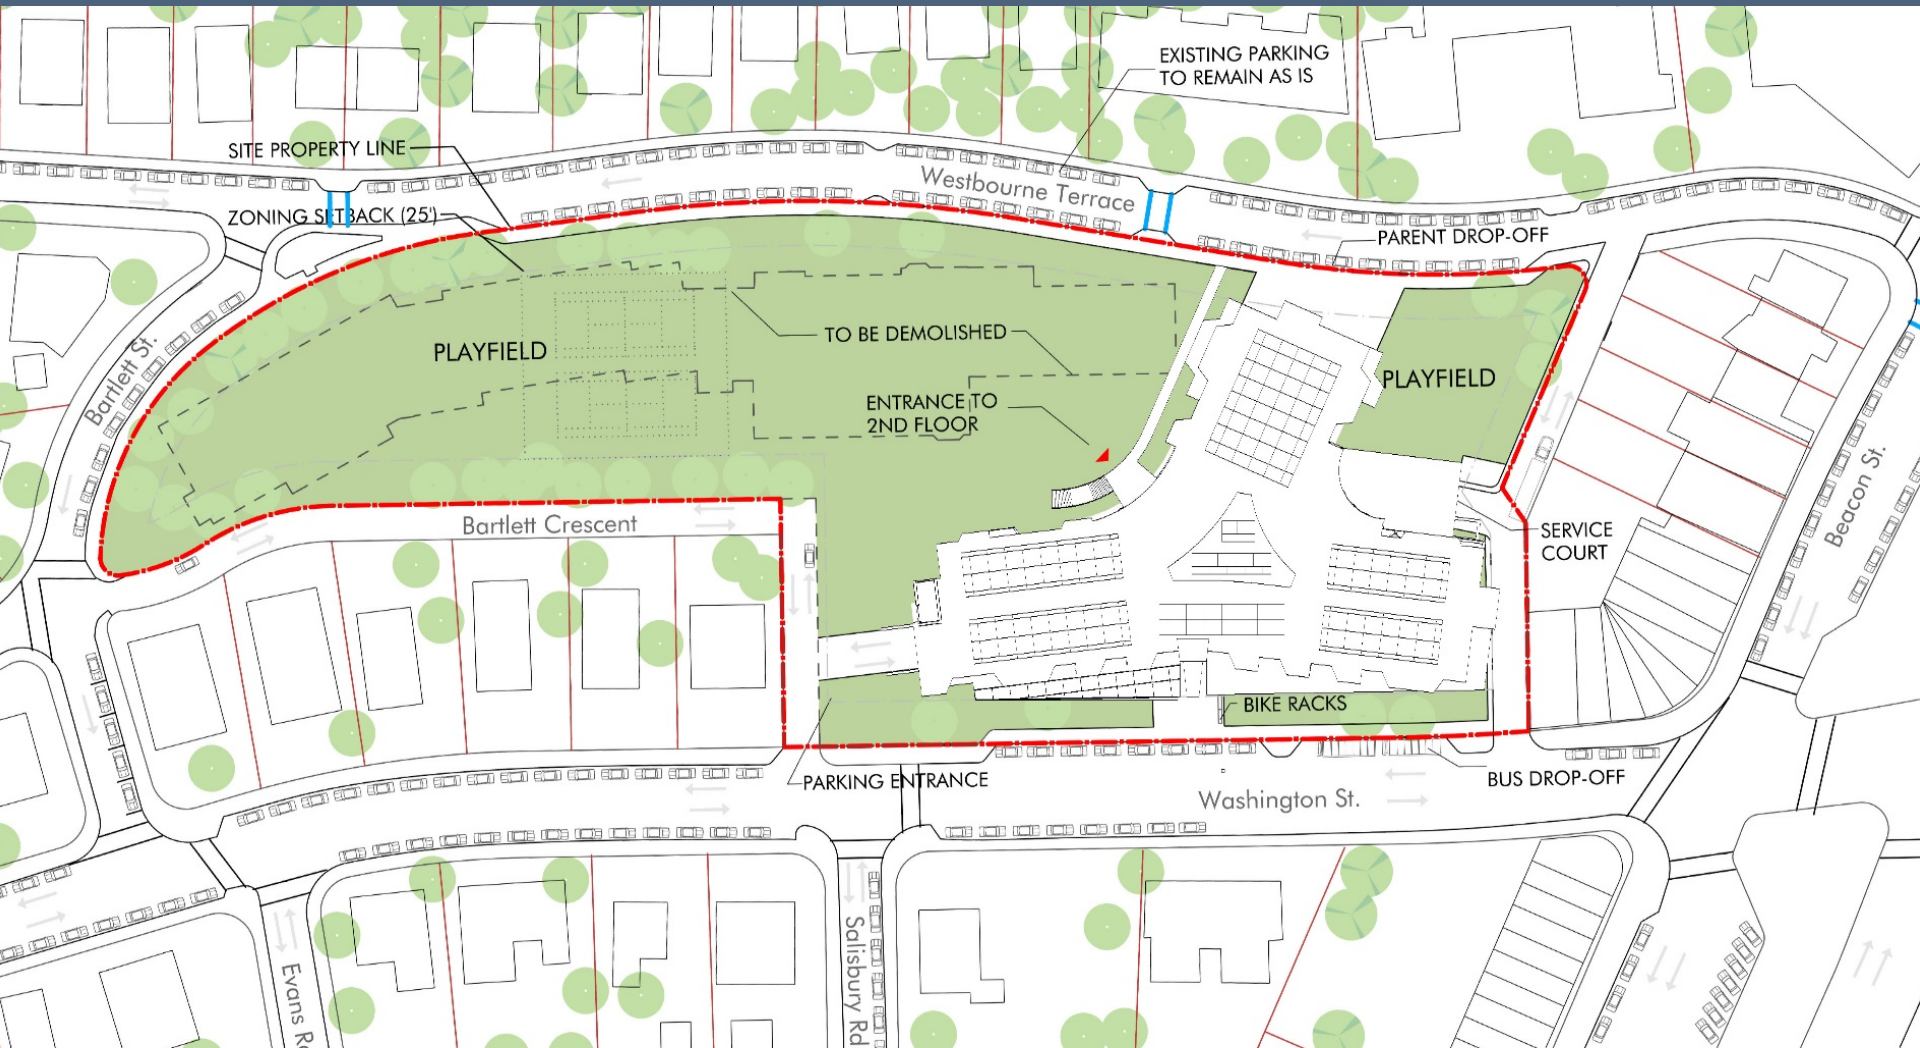 EXISTING PARKING
TO REMAIN AS IS
SITE PROPERTY LINE
Westbourne Terrace
ZONING SETBACK (25')
PARENT DROP-OFF
TO BE DEMOLISHED
PLAYFIELD
PLAYFIELD
Bartlett St.
ENTRANCE TO
2ND FLOOR
Beacon St.
Bartlett Crescent
SERVICE
COURT
BIKE RACKS
PARKING ENTRANCE
BUS DROP-OFF
Washington St.
Salisbury Rd
Evans R